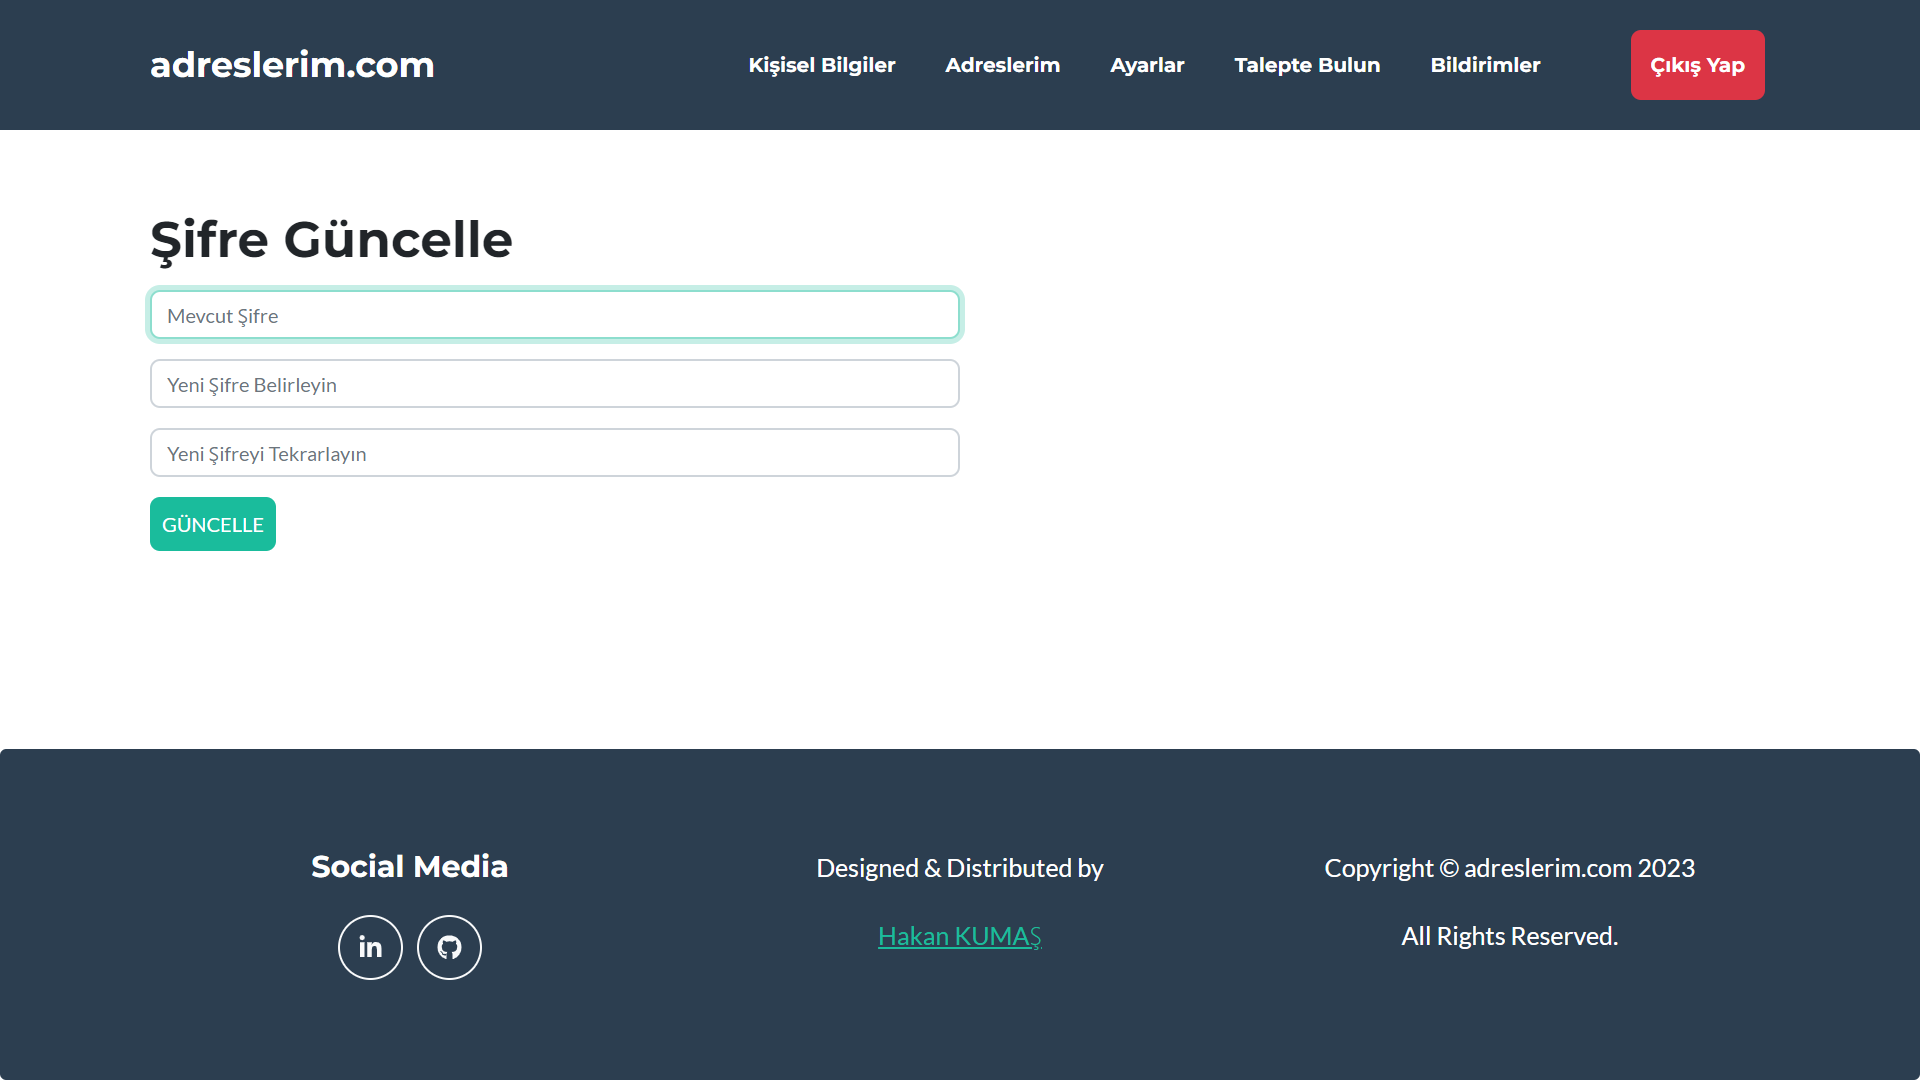 adreslerim.com
Kişisel Bilgiler
Adreslerim
Ayarlar
Talepte Bulun
Bildirimler
Çıkış Yap
Şifre Güncelle
Mevcut Şifre
Yeni Şifre Belirleyin
Yeni Şifreyi Tekrarlayın
GÜNCELLE
Social Media
Designed & Distributed by
Hakan KUMAŞ
Copyright © adreslerim.com 2023
All Rights Reserved.